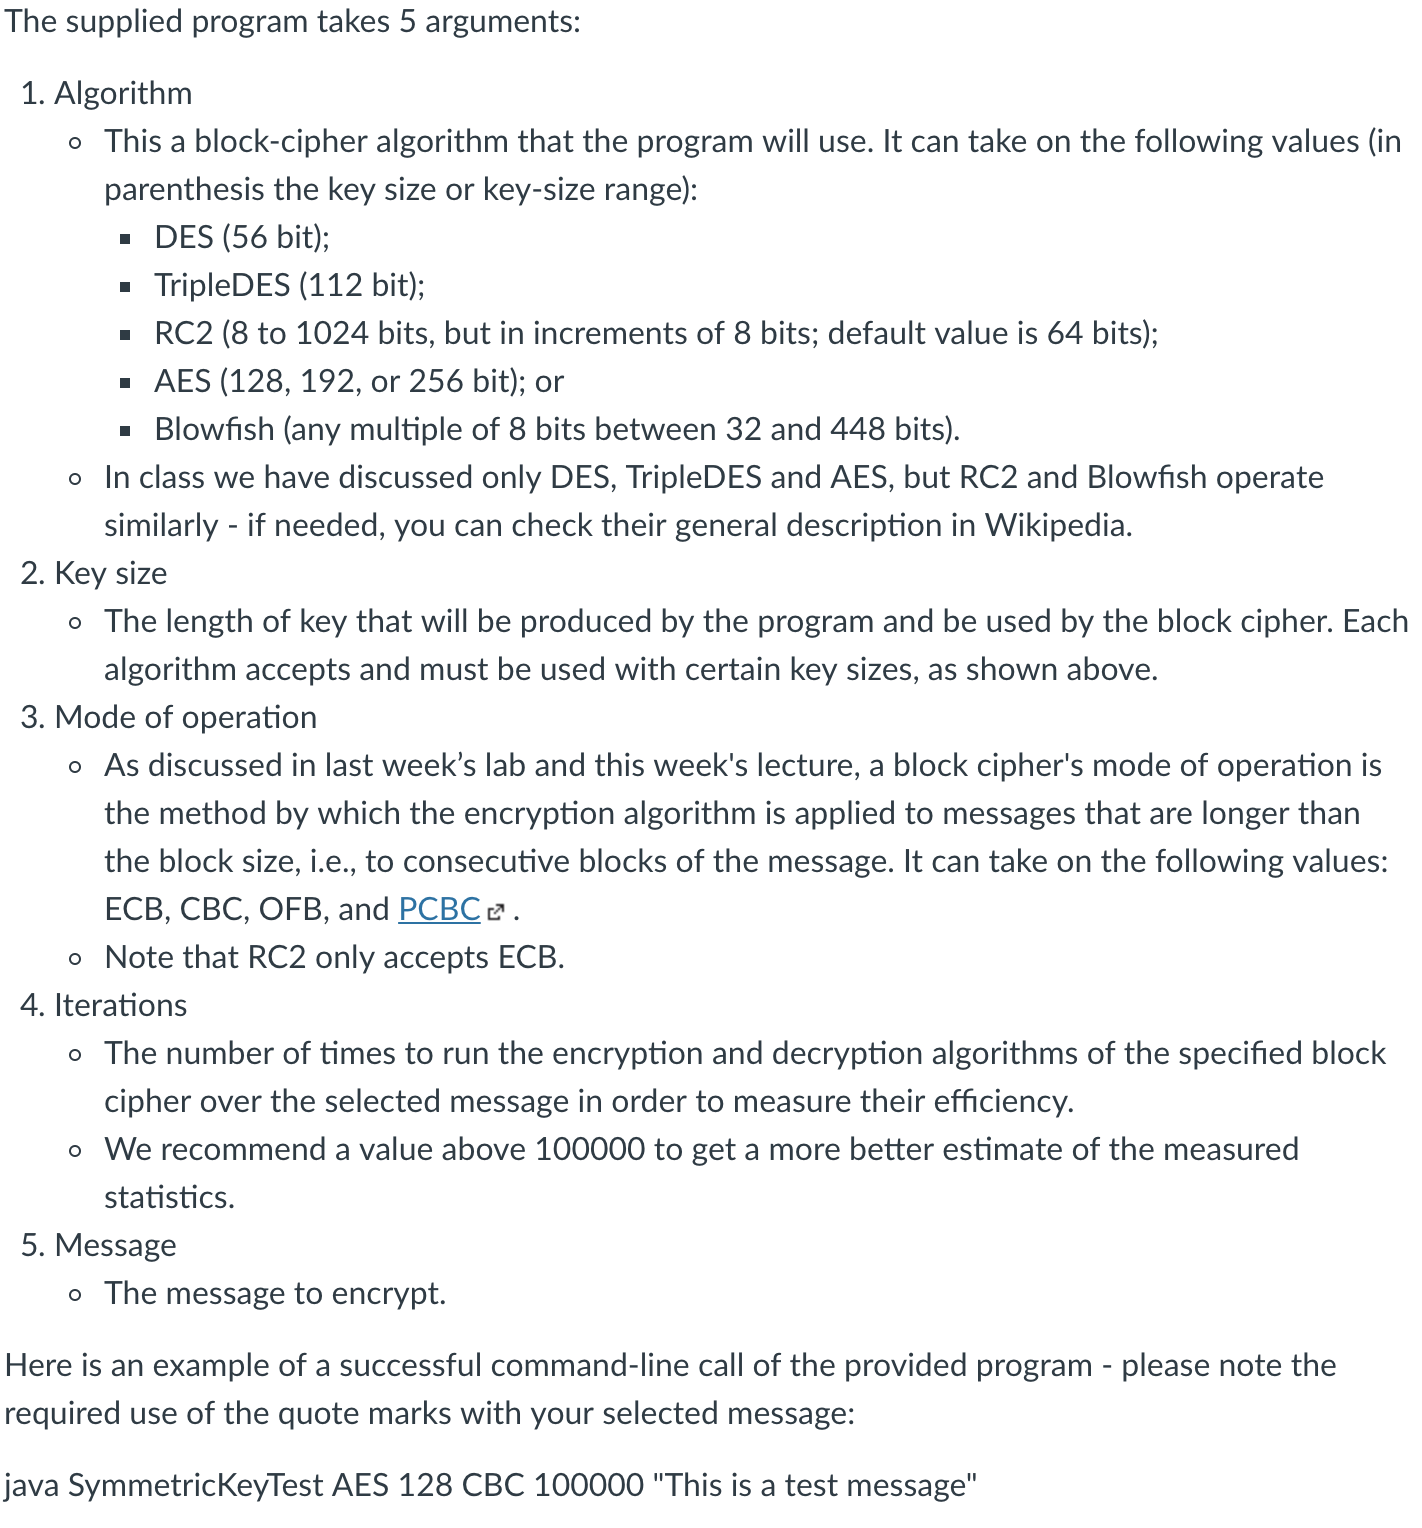 The supplied program takes 5 arguments:
1. Algorithm
◦ This a block-cipher algorithm that the program will use. It can take on the following values (in
parenthesis the key size or key-size range):
▪ DES (56 bit);
▪ TripleDES (112 bit);
▪ RC2 (8 to 1024 bits, but in increments of 8 bits; default value is 64 bits);
▪ AES (128, 192, or 256 bit); or
▪ Blowfish (any multiple of 8 bits between 32 and 448 bits).
◦ In class we have discussed only DES, TripleDES and AES, but RC2 and Blowfish operate
similarly - if needed, you can check their general description in Wikipedia.
2. Key size
◦ The length of key that will be produced by the program and be used by the block cipher. Each
algorithm accepts and must be used with certain key sizes, as shown above.
3. Mode of operation
◦ As discussed in last week’s lab and this week's lecture, a block cipher's mode of operation is
the method by which the encryption algorithm is applied to messages that are longer than
the block size, i.e., to consecutive blocks of the message. It can take on the following values:
ECB, CBC, OFB, and PCBC .
◦ Note that RC2 only accepts ECB.
4. Iterations
◦ The number of times to run the encryption and decryption algorithms of the specified block
cipher over the selected message in order to measure their efficiency.
◦ We recommend a value above 100000 to get a more better estimate of the measured
statistics.
5. Message
◦ The message to encrypt.
Here is an example of a successful command-line call of the provided program - please note the
required use of the quote marks with your selected message:
java SymmetricKeyTest AES 128 CBC 100000 "This is a test message"